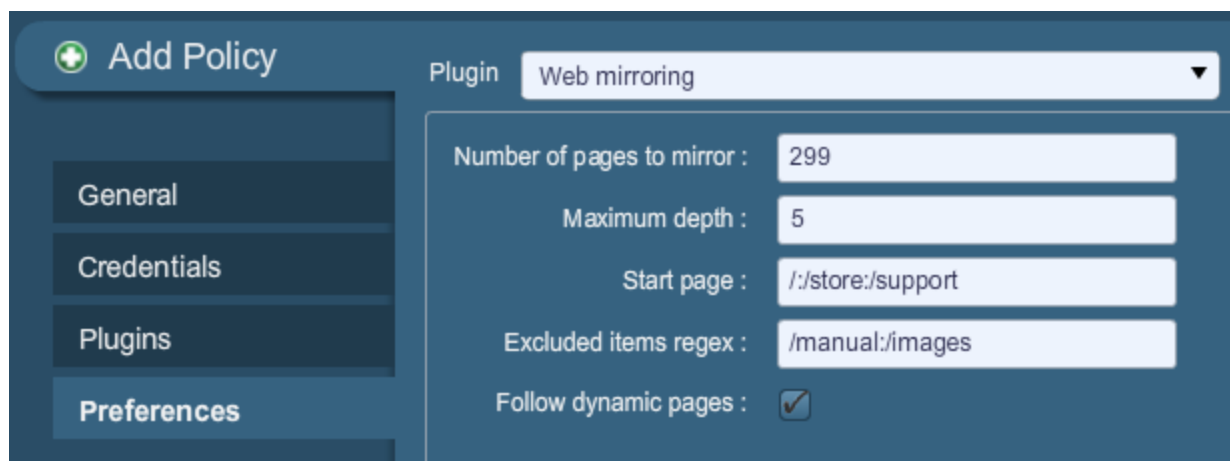 Add Policy
Plugin Web mirroring
Number of pages to mirror : 299
General
Maximum depth : 5
Credentials
Start page : /:/store:/support
Plugins
Excluded items regex : /manual:/images
Preferences
Follow dynamic pages :